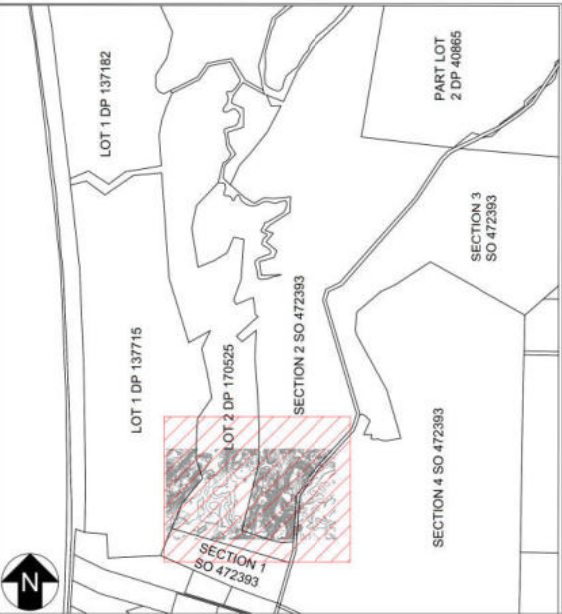 LOT 1 DP 137182
PART LOT
2 DP 40865
SECTION 3
SO 472393
LOT 1 DP 137715
LOT 2 DP 170525
SECTION 2 SO 472393
SECTION 4 SO 472393
SECTION 1
SO 472393
N